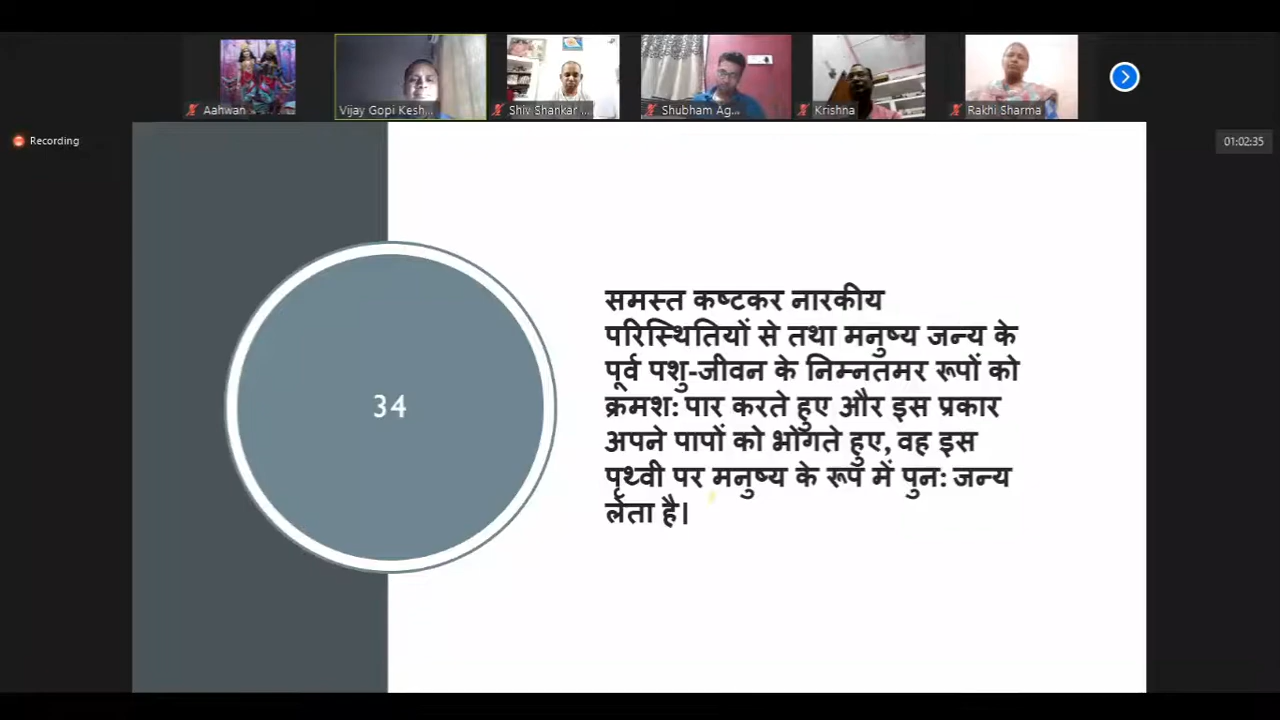 Aahwan
Vijay Gopi Kesh...
Shiv Shankar ...
Shubham Ag...
Krishna
Rakhi Sharma
Recording
01:02:35
34
समस्त कष्टकर नारकीय
परिस्थितियों से तथा मनुष्य जन्य के
पूर्व पशु-जीवन के निम्नतमर रूपों को
क्रमश: पार करते हुए और इस प्रकार
अपने पापों को भोगते हुए, वह इस
पृथ्वी पर मनुष्य के रूप में पुन: जन्य
लेता है।